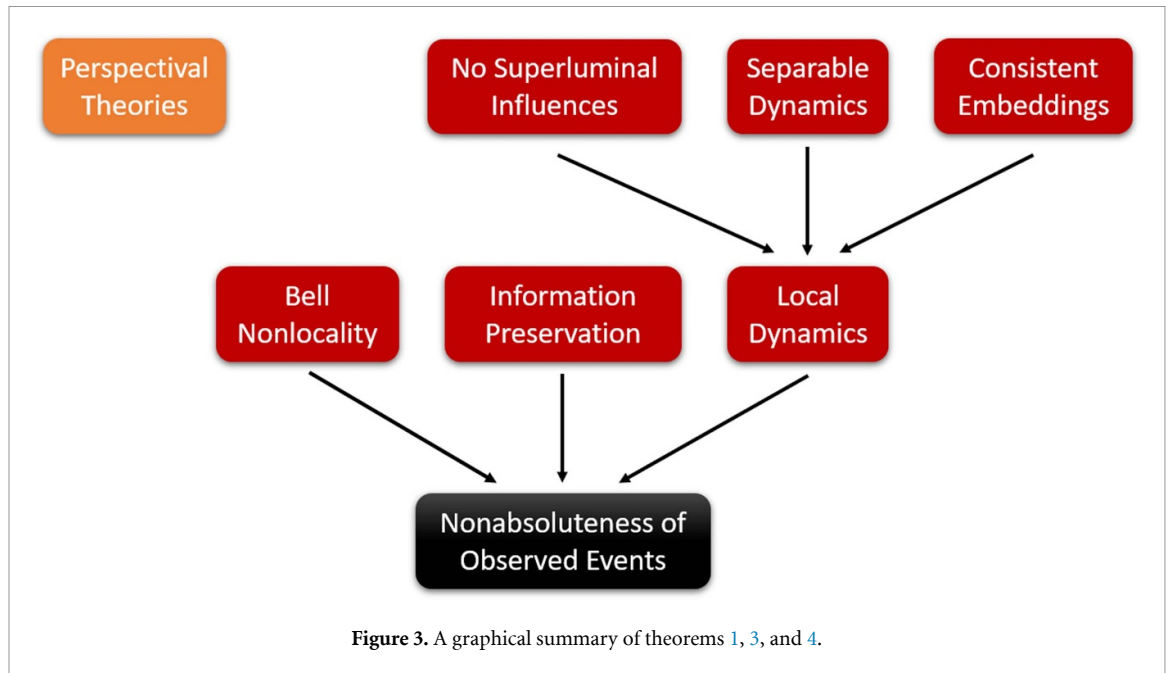 Perspectival
Theories
No Superluminal
Influences
Separable
Dynamics
Consistent
Embeddings
Bell
Nonlocality
Information
Preservation
Local
Dynamics
Nonabsoluteness of
Observed Events
Figure 3. A graphical summary of theorems 1, 3, and 4.